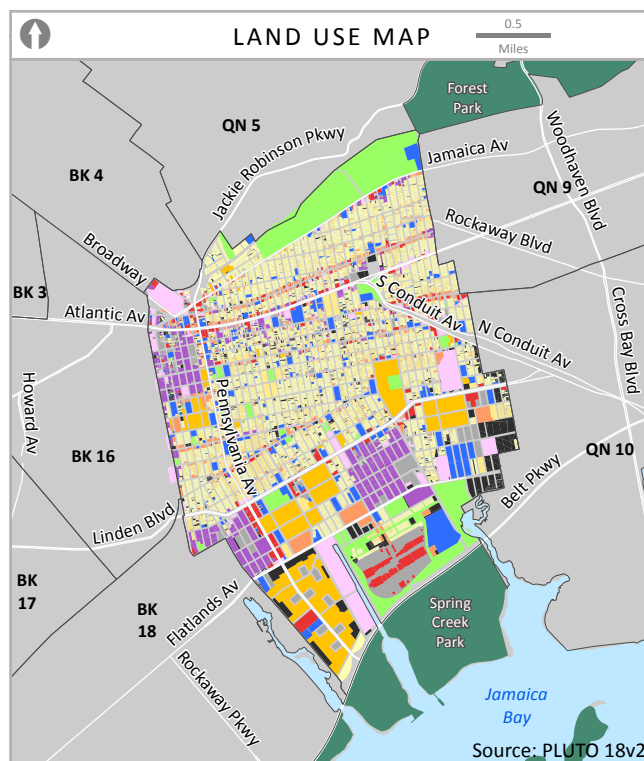 LAND USE MAP
0.5
Miles
Forest
Park
QN 5
Jackie Robinson Pkwy
Woodhaven Blvd
Jamaica Av
BK 4
QN 9
Broadway
Rockaway Blvd
BK 3
Atlantic Av
S Conduit Av
N Conduit Av
Cross Bay Blvd
Howard Av
Pennsylvania Av
BK 16
QN 10
Belt Pkwy
Linden Blvd
BK
17
BK
18
Flatlands Av
Spring
Creek
Park
Rockaway Pkwy
Jamaica
Bay
Source: PLUTO 18v2